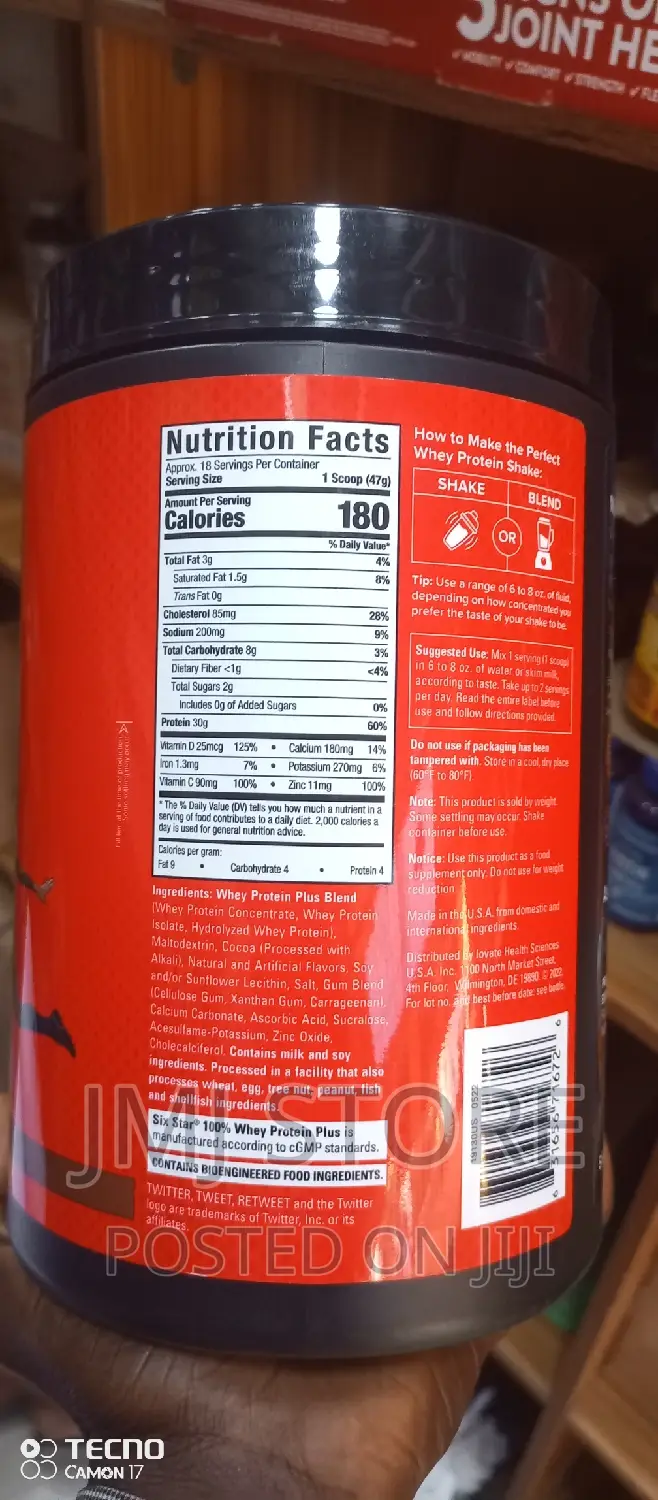 JOINT HE
✓ MOBILITY ✓ COMFORT ✓ STRENGTH ✓ FLE
Nutrition Facts
Approx. 18 Servings Per Container
Serving Size 1 Scoop (47g)
Amount Per Serving
Calories 180
% Daily Value*
Total Fat 3g 4%
Saturated Fat 1.5g 8%
Trans Fat 0g
Cholesterol 85mg 28%
Sodium 200mg 9%
Total Carbohydrate 8g 3%
Dietary Fiber <1g <4%
Total Sugars 2g
Includes 0g of Added Sugars 0%
Protein 30g 60%
Vitamin D 25mcg 125% • Calcium 180mg 14%
Iron 1.3mg 7% • Potassium 270mg 6%
Vitamin C 90mg 100% • Zinc 11mg 100%
* The % Daily Value (DV) tells you how much a nutrient in a
serving of food contributes to a daily diet. 2,000 calories a
day is used for general nutrition advice.
Calories per gram:
Fat 9 • Carbohydrate 4 • Protein 4
Ingredients: Whey Protein Plus Blend
(Whey Protein Concentrate, Whey Protein
Isolate, Hydrolyzed Whey Protein),
Maltodextrin, Cocoa (Processed with
Alkali), Natural and Artificial Flavors, Soy
and/or Sunflower Lecithin, Salt, Gum Blend
(Cellulose Gum, Xanthan Gum, Carrageenan),
Calcium Carbonate, Ascorbic Acid, Sucralose,
Acesulfame-Potassium, Zinc Oxide,
Cholecalciferol. Contains milk and soy
ingredients. Processed in a facility that also
processes wheat, egg, tree nut, peanut, fish
and shellfish ingredients.
Six Star® 100% Whey Protein Plus is
manufactured according to cGMP standards.
CONTAINS BIOENGINEERED FOOD INGREDIENTS.
TWITTER, TWEET, RETWEET and the Twitter
logo are trademarks of Twitter, Inc. or its
affiliates.
How to Make the Perfect
Whey Protein Shake:
SHAKE OR BLEND
Tip: Use a range of 6 to 8 oz. of fluid,
depending on how concentrated you
prefer the taste of your shake to be.
Suggested Use: Mix 1 serving (1 scoop)
in 6 to 8 oz. of water or skim milk,
according to taste. Take up to 2 servings
per day. Read the entire label before
use and follow directions provided.
Do not use if packaging has been
tampered with. Store in a cool, dry place
(60°F to 80°F).
Note: This product is sold by weight.
Some settling may occur. Shake
container before use.
Notice: Use this product as a food
supplement only. Do not use for weight
reduction.
Made in the U.S.A. from domestic and
international ingredients.
Distributed by Iovate Health Sciences
U.S.A. Inc. 1100 North Market Street,
4th Floor, Wilmington, DE 19890. © 2022.
For lot no. and best before date: see bottle.
0522
6 31656 71672 6
JMJ STORE
POSTED ON JIJI
TECNO
CAMON 17